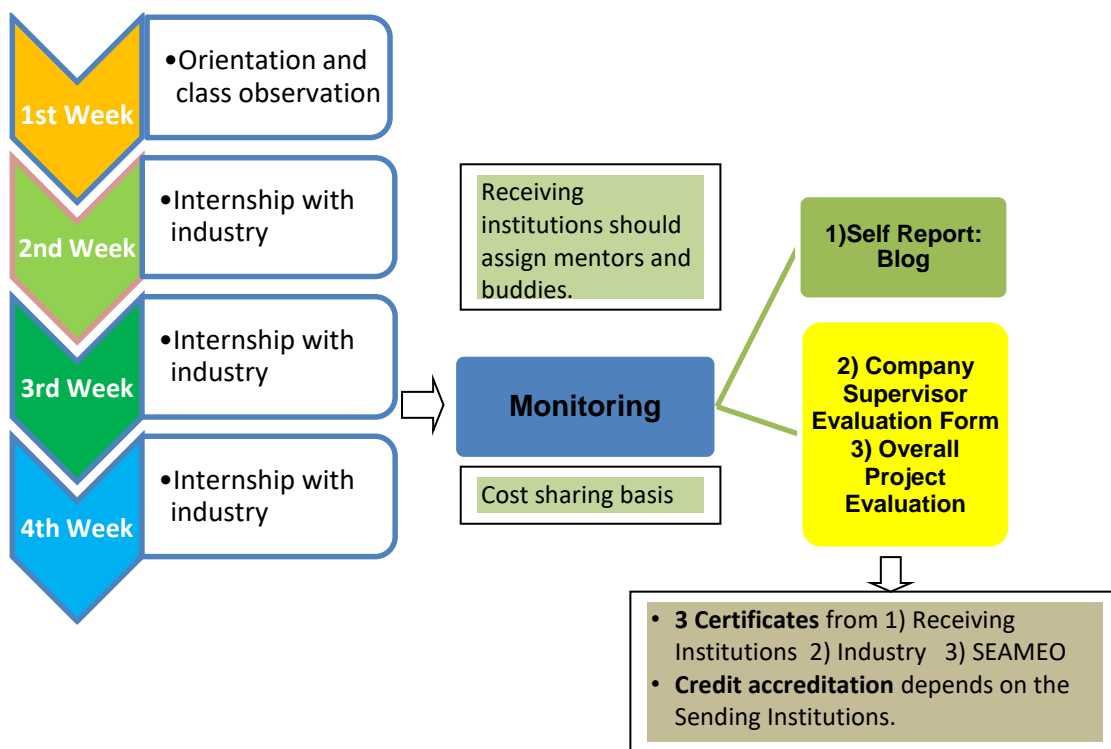 1st Week
•Orientation and
class observation
2nd Week
•Internship with
industry
3rd Week
•Internship with
industry
4th Week
•Internship with
industry
Receiving
institutions should
assign mentors and
buddies.
Monitoring
Cost sharing basis
1)Self Report:
Blog
2) Company
Supervisor
Evaluation Form
3) Overall
Project
Evaluation
• 3 Certificates from 1) Receiving
Institutions 2) Industry 3) SEAMEO
• Credit accreditation depends on the
Sending Institutions.